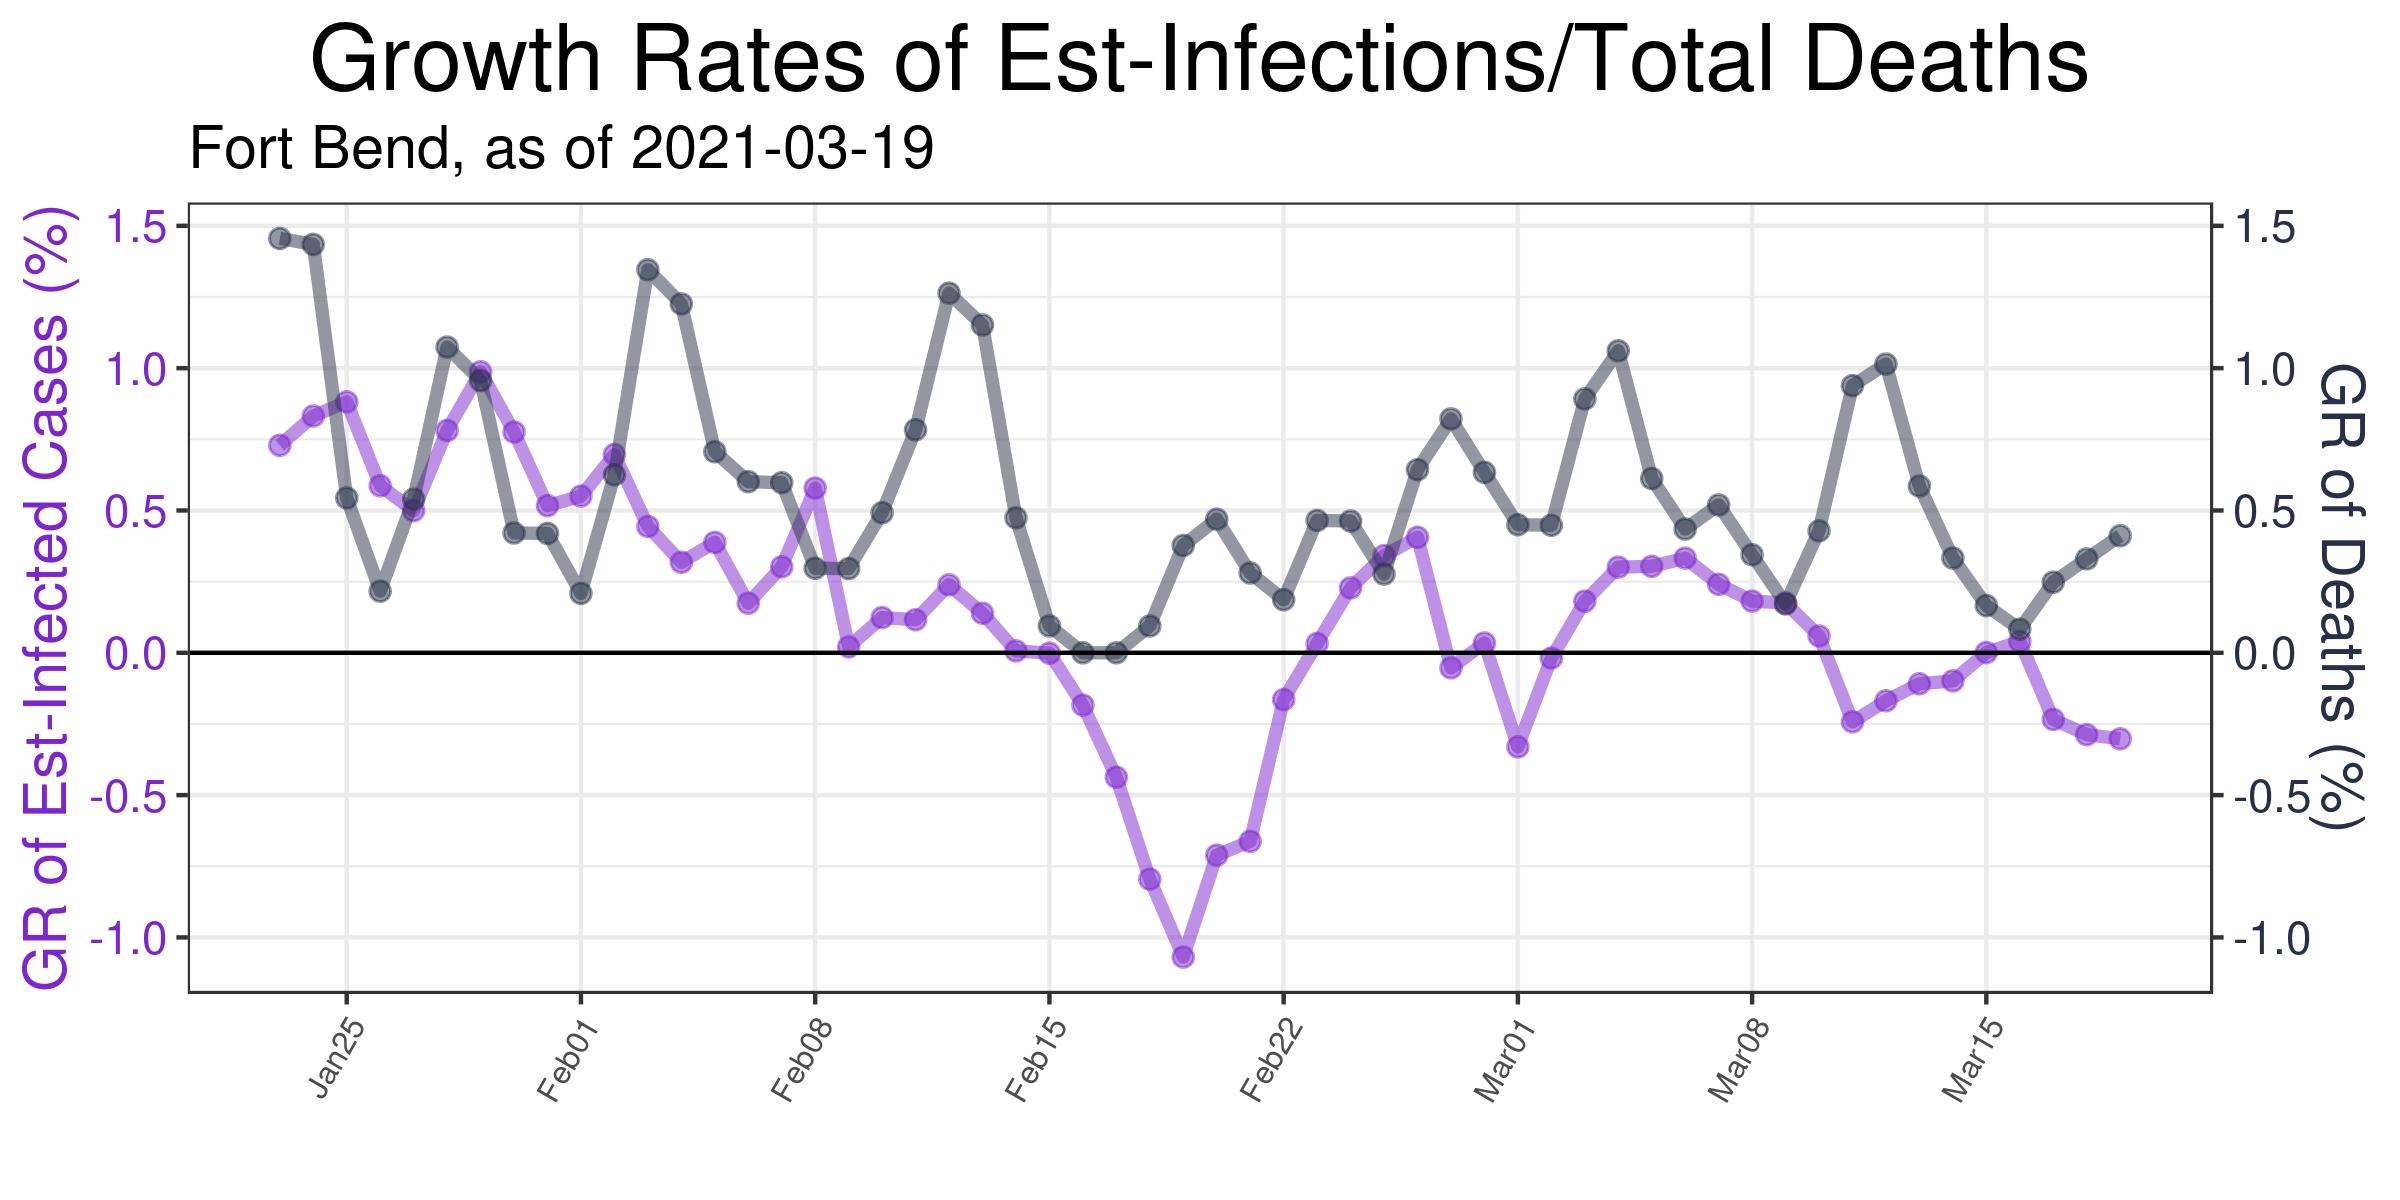 Growth Rates of Est-Infections/Total Deaths
Fort Bend, as of 2021-03-19
GR of Est-Infected Cases (%)
1.5
1.0
0.5
0.0
-0.5
-1.0
1.5
1.0
0.5
0.0
-0.5
-1.0
GR of Deaths (%)
Jan25
Feb01
Feb08
Feb15
Feb22
Mar01
Mar08
Mar15